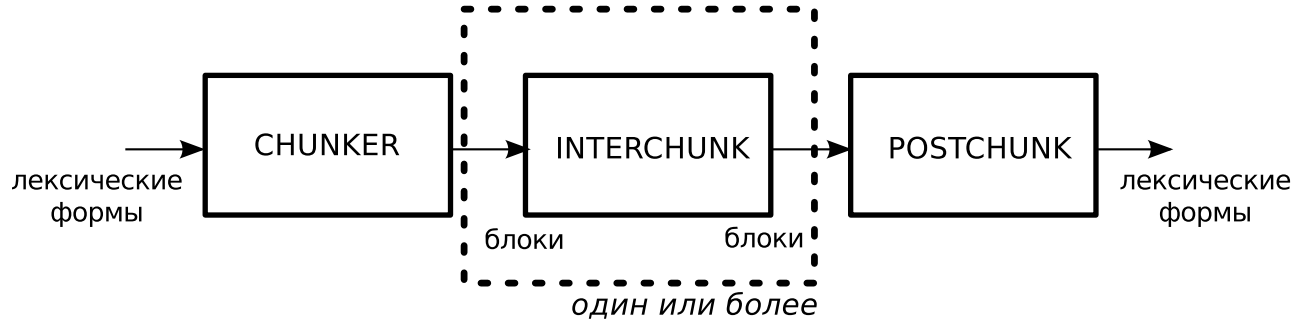 CHUNKER
INTERCHUNK
POSTCHUNK
лексические
формы
блоки
блоки
лексические
формы
один или более